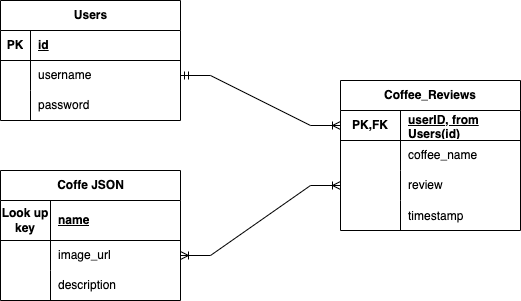 Users
PK id
username
password
Coffee_Reviews
PK,FK userID, from
Users(id)
coffee_name
review
timestamp
Coffe JSON
Look up
key
name
image_url
description